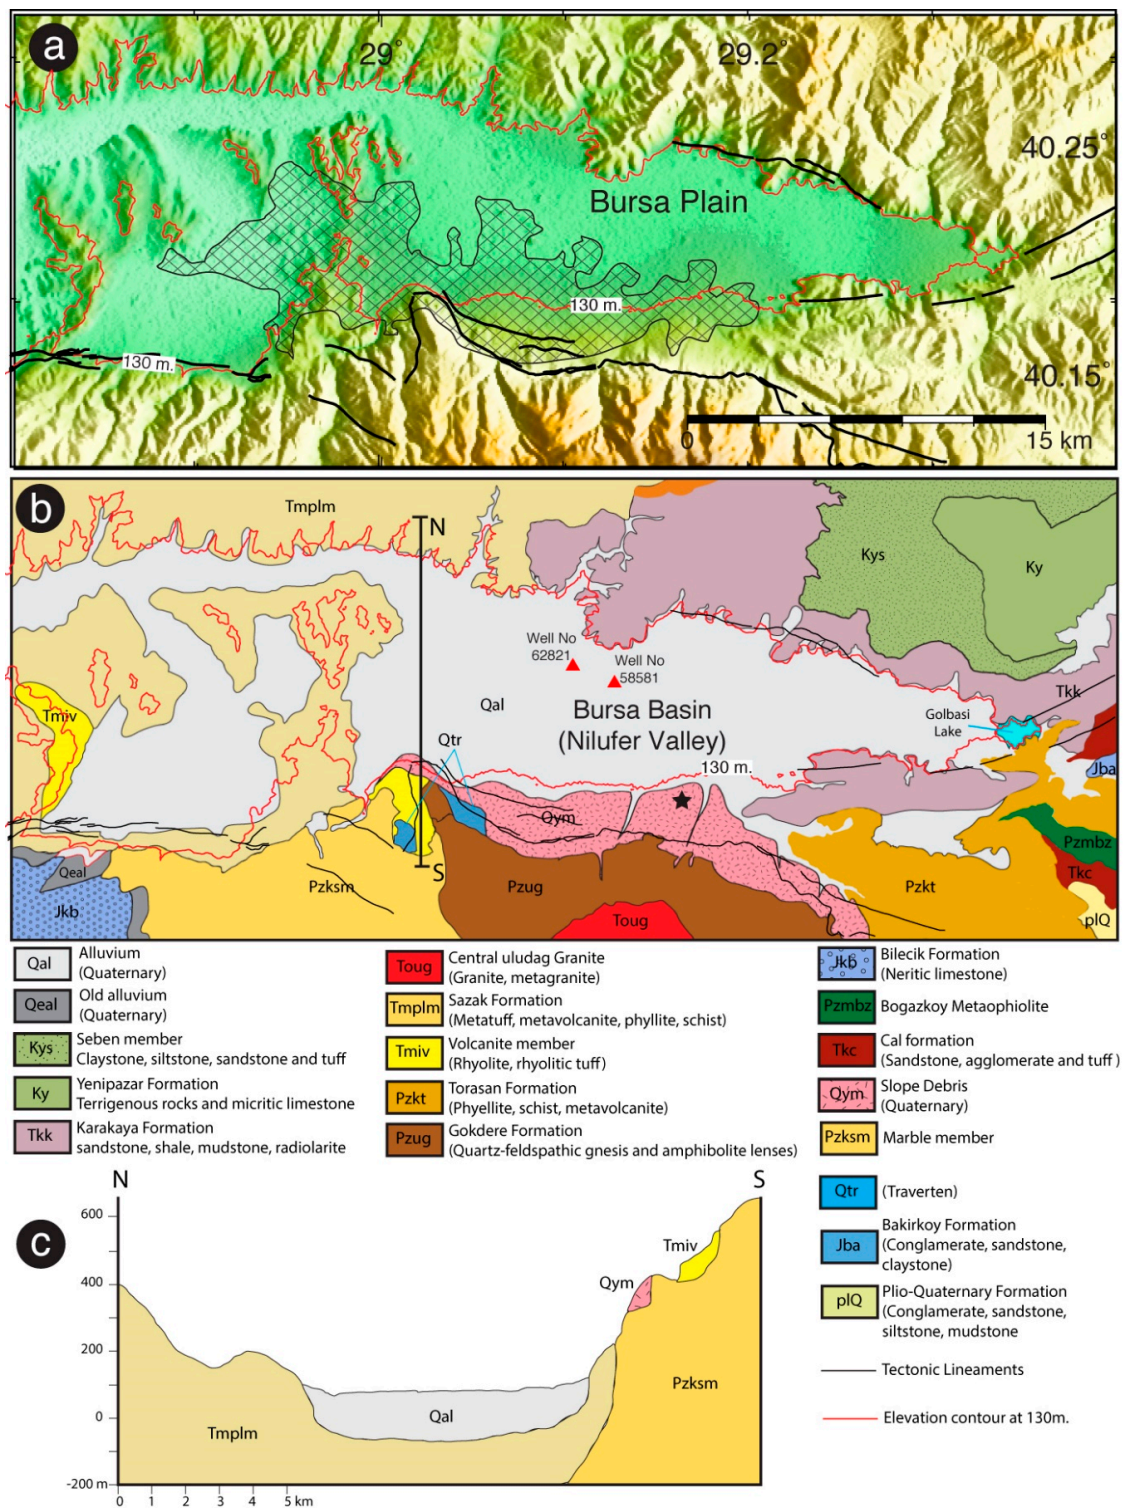 a
29°
29.2°
40.25°
Bursa Plain
130 m.
130 m.
40.15°
0
15 km
b
N
Tmplm
Kys
Ky
Well No
62821
Well No
58581
Tkk
Tmiv
Qal
Bursa Basin
(Nilufer Valley)
Golbasi
Lake
Qtr
130 m.
Jba
Qym
Pzmbz
Qeal
S
Pzksm
Pzug
Pzkt
Tkc
Jkb
Toug
plQ
Qal
Alluvium
(Quaternary)
Qeal
Old alluvium
(Quaternary)
Kys
Seben member
Claystone, siltstone, sandstone and tuff
Ky
Yenipazar Formation
Terrigenous rocks and micritic limestone
Tkk
Karakaya Formation
sandstone, shale, mudstone, radiolarite
Toug
Central uludag Granite
(Granite, metagranite)
Tmplm
Sazak Formation
(Metatuff, metavolcanite, phyllite, schist)
Tmiv
Volcanite member
(Rhyolite, rhyolitic tuff)
Pzkt
Torasan Formation
(Phyellite, schist, metavolcanite)
Pzug
Gokdere Formation
(Quartz-feldspathic gnesis and amphibolite lenses)
Jkb
Bilecik Formation
(Neritic limestone)
Pzmbz
Bogazkoy Metaophiolite
Tkc
Cal formation
(Sandstone, agglomerate and tuff)
Qym
Slope Debris
(Quaternary)
Pzksm
Marble member
Qtr
(Traverten)
Jba
Bakirkoy Formation
(Conglamerate, sandstone,
claystone)
plQ
Plio-Quaternary Formation
(Conglamerate, sandstone,
siltstone, mudstone
Tectonic Lineaments
Elevation contour at 130m.
c
N
S
600
400
200
0
-200 m
Tmiv
Qym
Pzksm
Qal
Tmplm
0 1 2 3 4 5 km